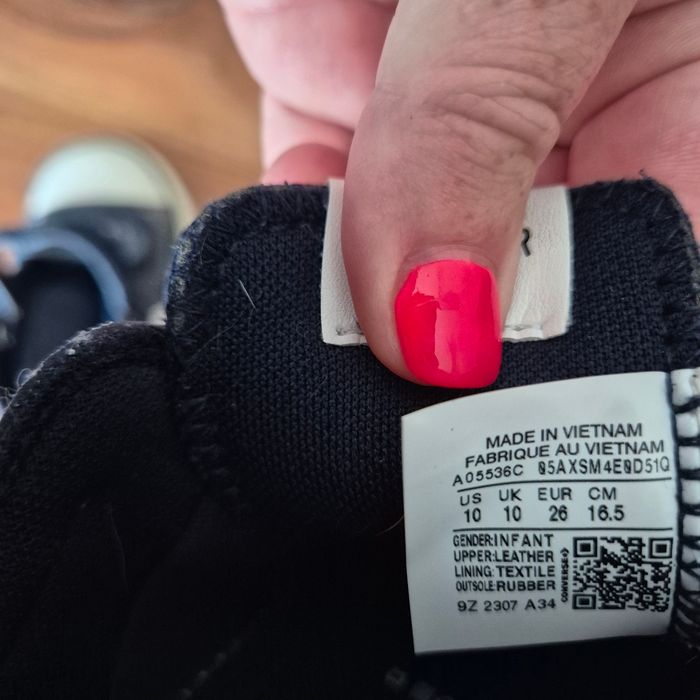 R
MADE IN VIETNAM
FABRIQUE AU VIETNAM
A05536C 05AXSM4E0D51Q
US UK EUR CM
10 10 26 16.5
GENDER:INFANT
UPPER:LEATHER
LINING:TEXTILE
OUTSOLE:RUBBER
CONVERSE
9Z 2307 A34